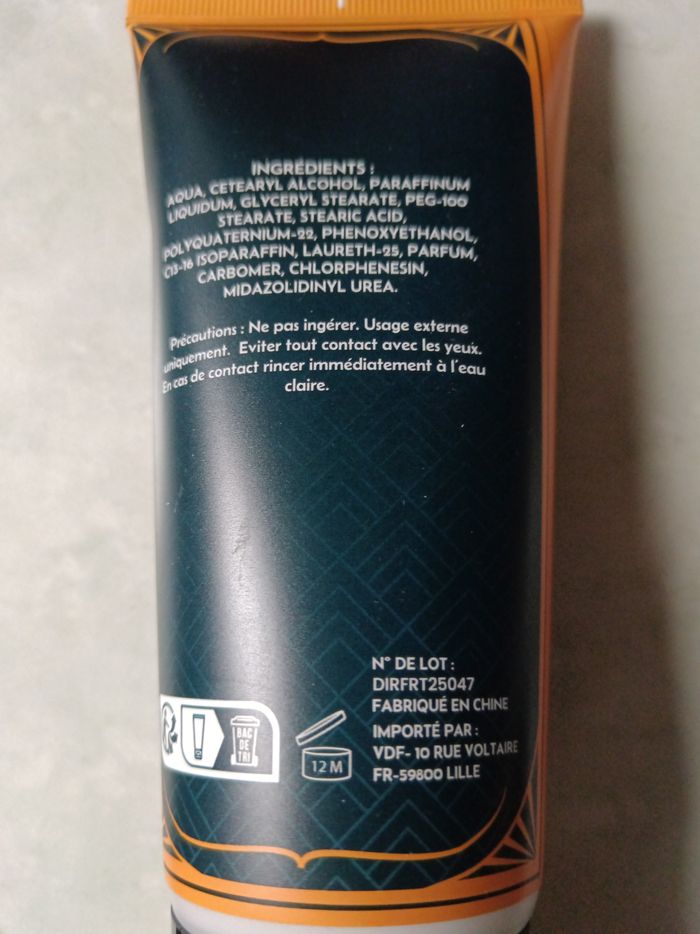 INGRÉDIENTS :
AQUA, CETEARYL ALCOHOL, PARAFFINUM
LIQUIDUM, GLYCERYL STEARATE, PEG-100
STEARATE, STEARIC ACID,
POLYQUATERNIUM-22, PHENOXYETHANOL,
C13-16 ISOPARAFFIN, LAURETH-25, PARFUM,
CARBOMER, CHLORPHENESIN,
MIDAZOLIDINYL UREA.
Précautions : Ne pas ingérer. Usage externe
uniquement. Eviter tout contact avec les yeux.
En cas de contact rincer immédiatement à l'eau
claire.
N° DE LOT :
DIRFRT25047
FABRIQUÉ EN CHINE
IMPORTÉ PAR :
VDF- 10 RUE VOLTAIRE
FR-59800 LILLE
BAC
DE
TRI
12 M